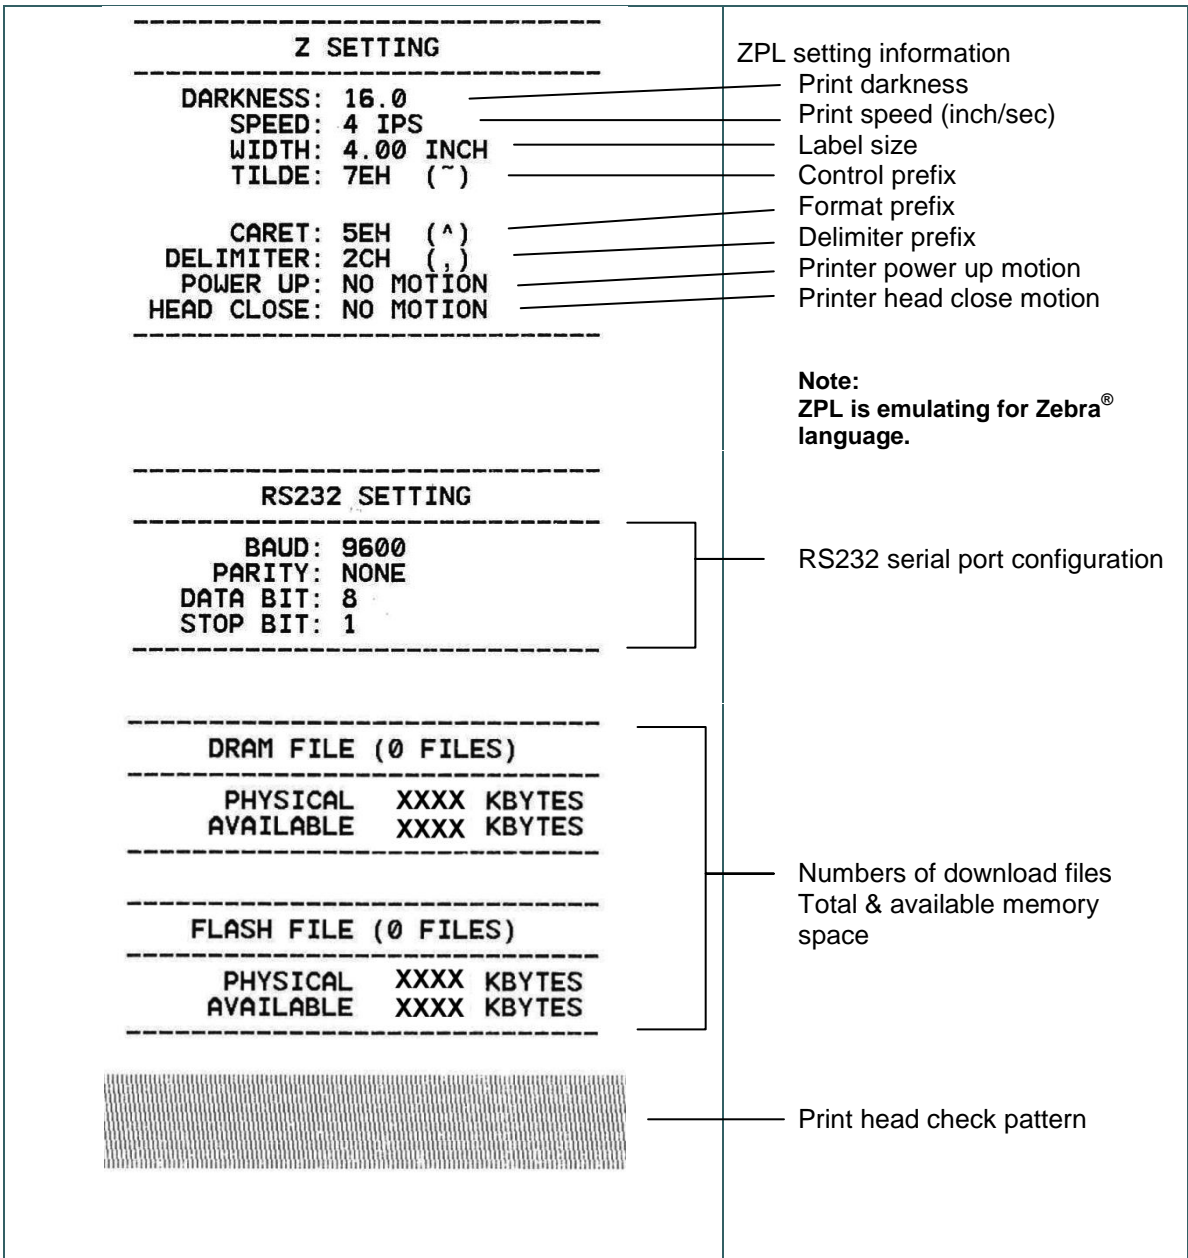 Z SETTING
DARKNESS: 16.0
SPEED: 4 IPS
WIDTH: 4.00 INCH
TILDE: 7EH (~)
CARET: 5EH (^)
DELIMITER: 2CH (,)
POWER UP: NO MOTION
HEAD CLOSE: NO MOTION
ZPL setting information
Print darkness
Print speed (inch/sec)
Label size
Control prefix
Format prefix
Delimiter prefix
Printer power up motion
Printer head close motion
Note:
ZPL is emulating for Zebra®
language.
RS232 SETTING
BAUD: 9600
PARITY: NONE
DATA BIT: 8
STOP BIT: 1
RS232 serial port configuration
DRAM FILE (0 FILES)
PHYSICAL XXXX KBYTES
AVAILABLE XXXX KBYTES
FLASH FILE (0 FILES)
PHYSICAL XXXX KBYTES
AVAILABLE XXXX KBYTES
Numbers of download files
Total & available memory
space
Print head check pattern